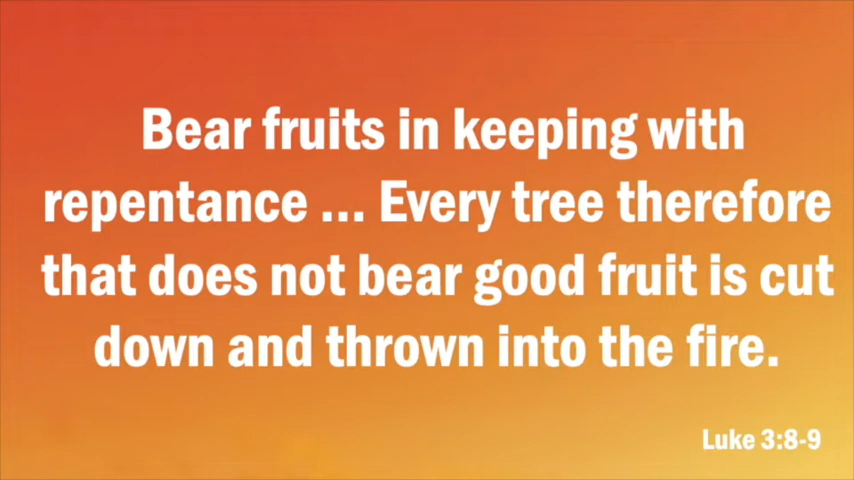 Bear fruits in keeping with
repentance ... Every tree therefore
that does not bear good fruit is cut
down and thrown into the fire.
Luke 3:8-9